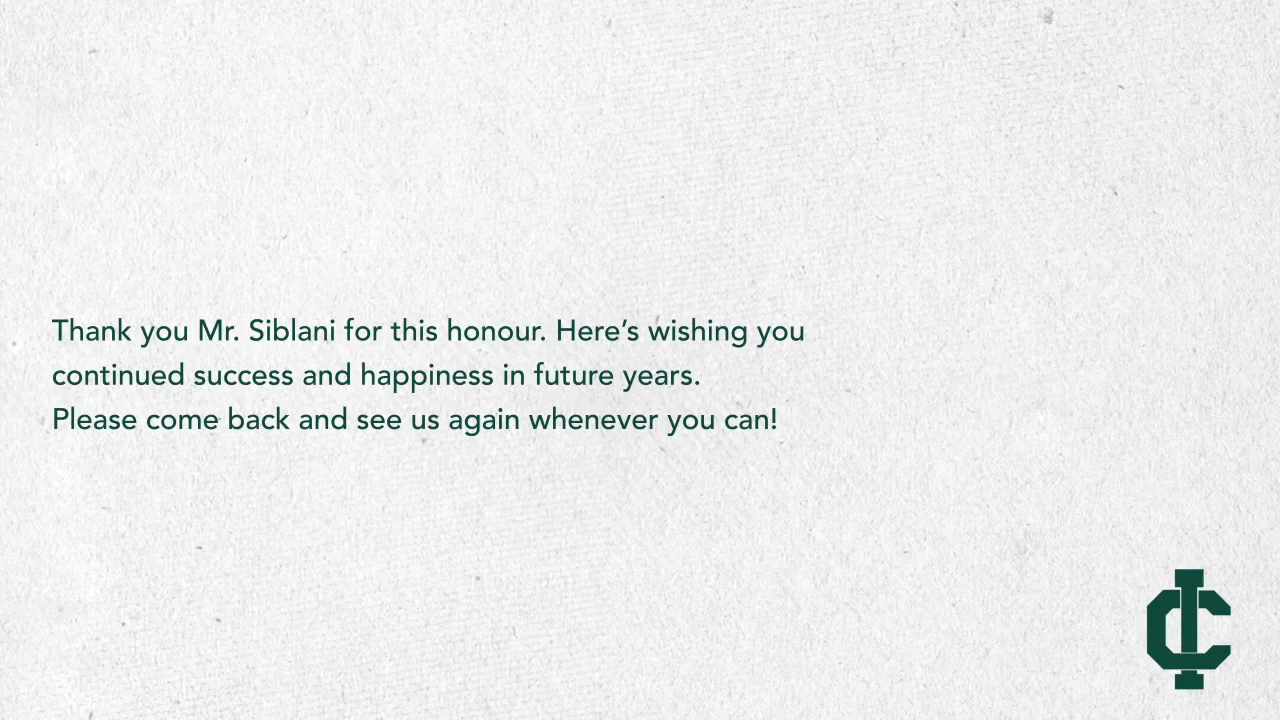 Thank you Mr. Siblani for this honour. Here’s wishing you
continued success and happiness in future years.
Please come back and see us again whenever you can!
IC